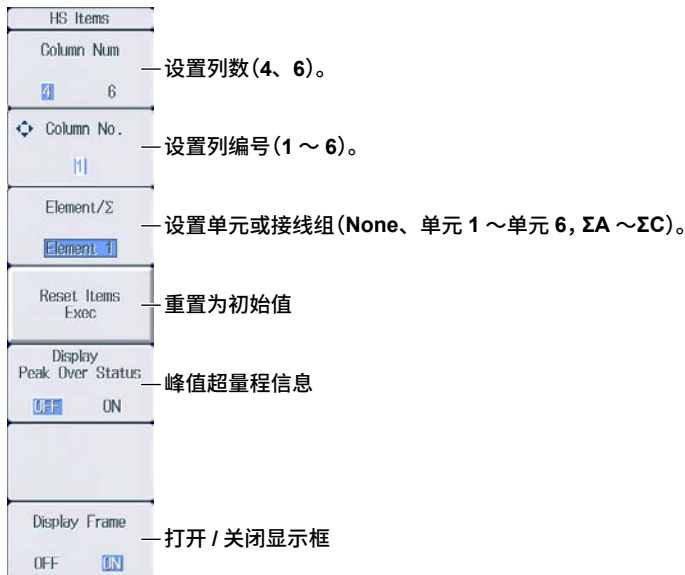 HS Items
Column Num
4 6
设置列数（4、6）。
Column No.
1
设置列编号（1 ～ 6）。
Element/Σ
Element 1
设置单元或接线组（None、单元 1 ～单元 6，ΣA ～ΣC）。
Reset Items
Exec
重置为初始值
Display
Peak Over Status
OFF ON
峰值超量程信息
Display Frame
OFF ON
打开 / 关闭显示框